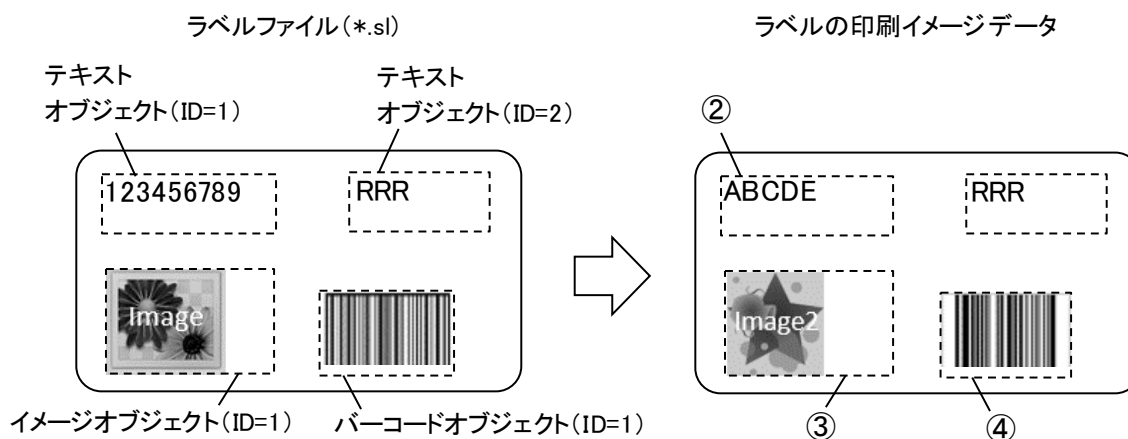 ラベルファイル(*.sl)
テキスト
オブジェクト(ID=1)
テキスト
オブジェクト(ID=2)
123456789
RRR
Image
イメージオブジェクト(ID=1)
バーコードオブジェクト(ID=1)
ラベルの印刷イメージデータ
②
ABCDE
RRR
Image2
③
④